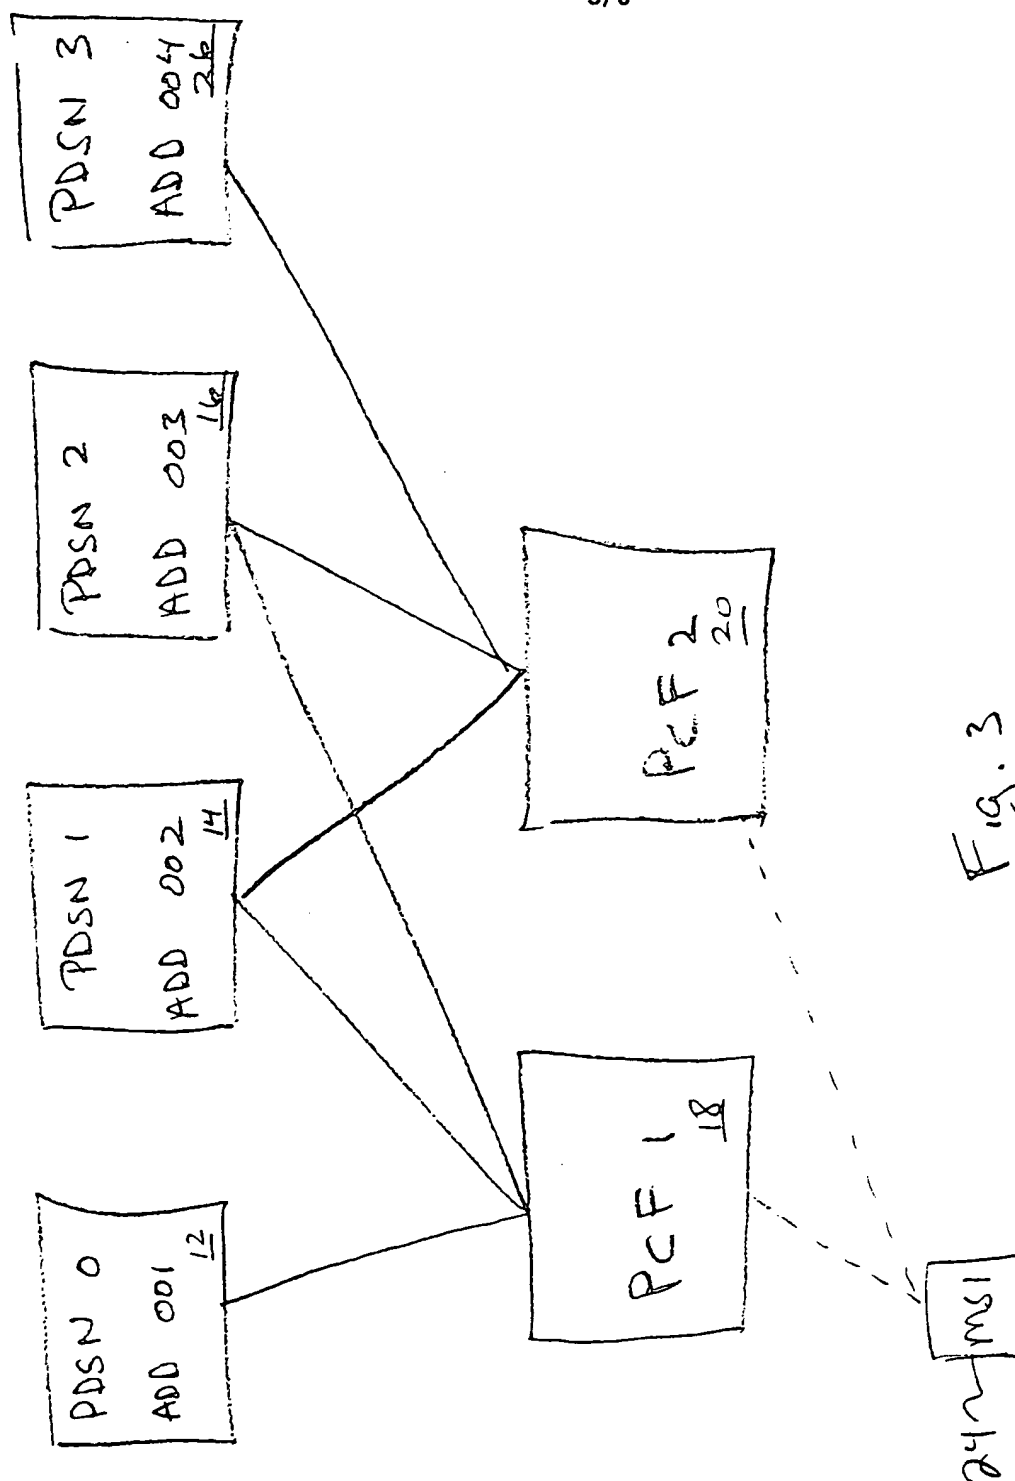 PDSN 0
ADD 001
12
PDSN 1
ADD 002
14
PDSN 2
ADD 003
16
PDSN 3
ADD 004
26
PCF 1
18
PCF 2
20
24
MS1
Fig. 3